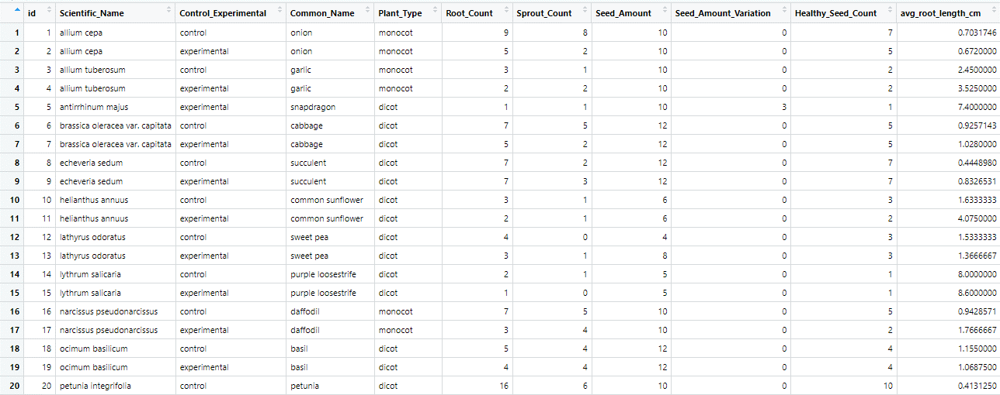 id Scientific_Name Control_Experimental Common_Name Plant_Type Root_Count Sprout_Count Seed_Amount Seed_Amount_Variation Healthy_Seed_Count avg_root_length_cm
1 1 allium cepa control onion monocot 9 8 10 0 7 0.7031746
2 2 allium cepa experimental onion monocot 5 2 10 0 5 0.6720000
3 3 allium tuberosum control garlic monocot 3 1 10 0 2 2.4500000
4 4 allium tuberosum experimental garlic monocot 2 2 10 0 2 3.5250000
5 5 antirrhinum majus experimental snapdragon dicot 1 1 10 3 1 7.4000000
6 6 brassica oleracea var. capitata control cabbage dicot 7 5 12 0 5 0.9257143
7 7 brassica oleracea var. capitata experimental cabbage dicot 5 2 12 0 5 1.0280000
8 8 echeveria sedum control succulent dicot 7 2 12 0 7 0.4448980
9 9 echeveria sedum experimental succulent dicot 7 3 12 0 7 0.8326531
10 10 helianthus annuus control common sunflower dicot 3 1 6 0 3 1.6333333
11 11 helianthus annuus experimental common sunflower dicot 2 1 6 0 2 4.0750000
12 12 lathyrus odoratus control sweet pea dicot 4 0 4 0 3 1.5333333
13 13 lathyrus odoratus experimental sweet pea dicot 3 1 8 0 3 1.3666667
14 14 lythrum salicaria control purple loosestrife dicot 2 1 5 0 1 8.0000000
15 15 lythrum salicaria experimental purple loosestrife dicot 1 0 5 0 1 8.6000000
16 16 narcissus pseudonarcissus control daffodil monocot 7 5 10 0 5 0.9428571
17 17 narcissus pseudonarcissus experimental daffodil monocot 3 4 10 0 2 1.7666667
18 18 ocimum basilicum control basil dicot 5 4 12 0 4 1.1550000
19 19 ocimum basilicum experimental basil dicot 4 4 12 0 4 1.0687500
20 20 petunia integrifolia control petunia dicot 16 6 10 0 10 0.4131250